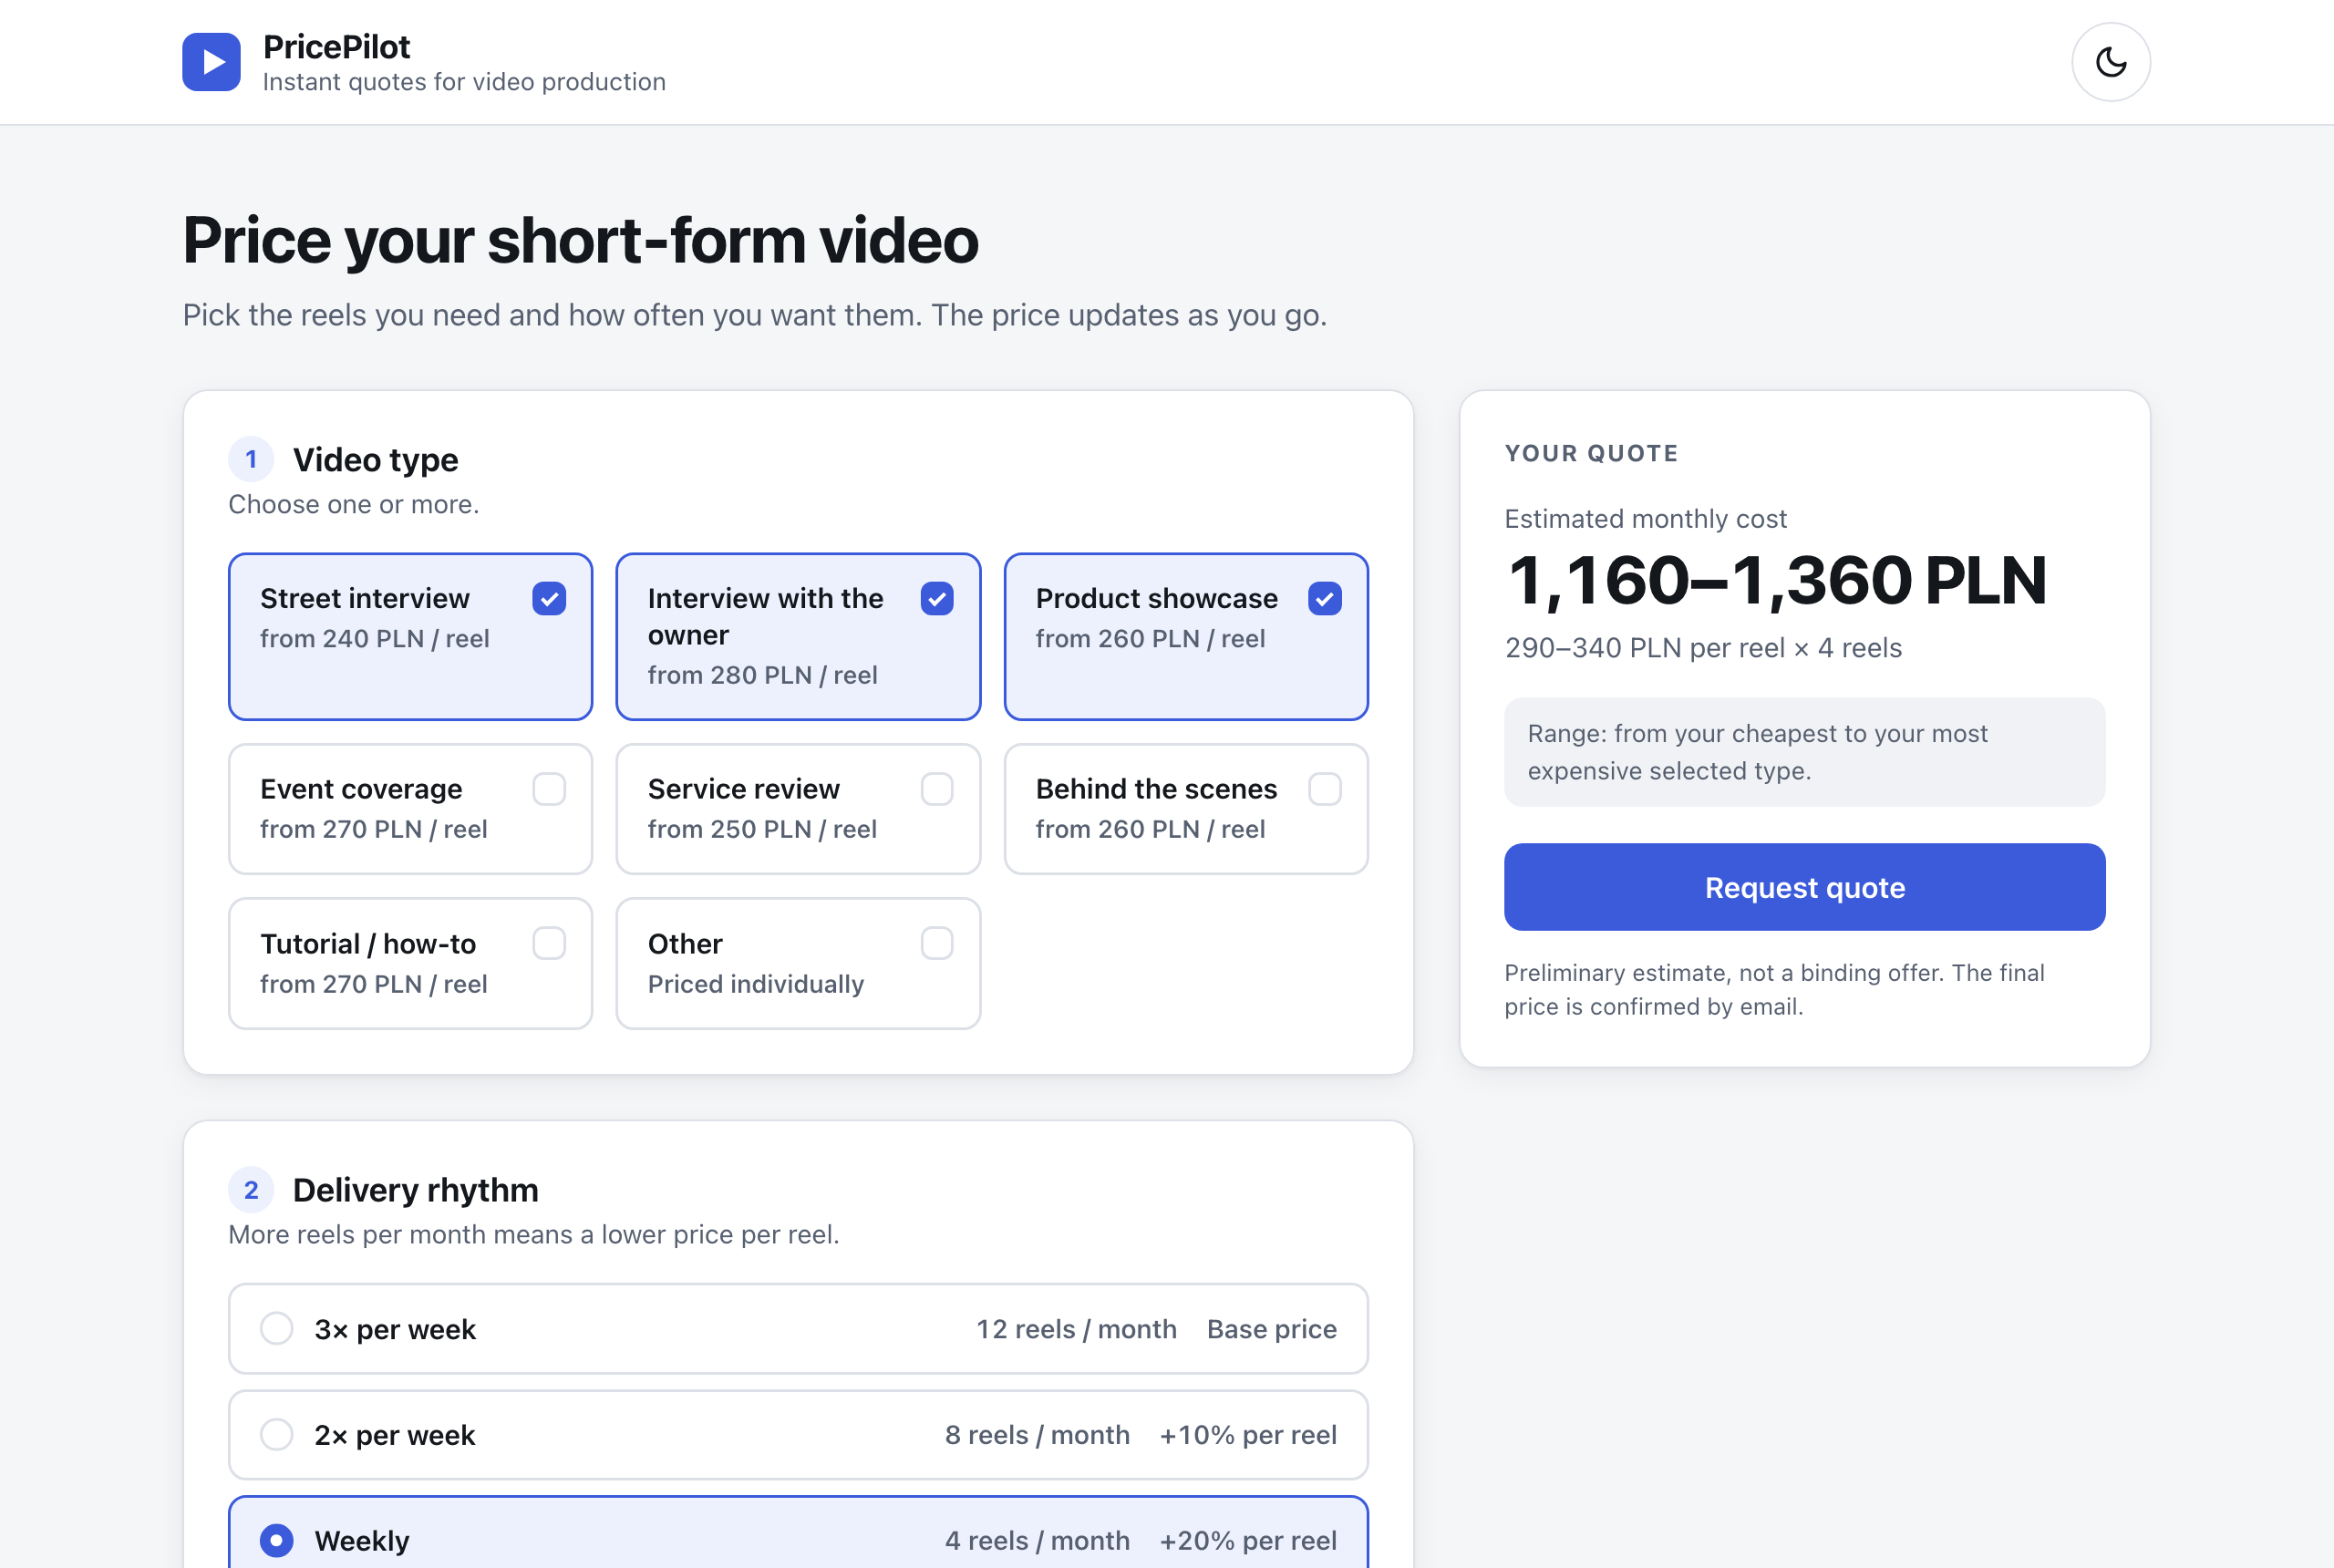 PricePilot
Instant quotes for video production
Price your short-form video
Pick the reels you need and how often you want them. The price updates as you go.
1 Video type
Choose one or more.
Street interview
from 240 PLN / reel
Interview with the
owner
from 280 PLN / reel
Product showcase
from 260 PLN / reel
Event coverage
from 270 PLN / reel
Service review
from 250 PLN / reel
Behind the scenes
from 260 PLN / reel
Tutorial / how-to
from 270 PLN / reel
Other
Priced individually
YOUR QUOTE
Estimated monthly cost
1,160–1,360 PLN
290–340 PLN per reel × 4 reels
Range: from your cheapest to your most
expensive selected type.
Request quote
Preliminary estimate, not a binding offer. The final
price is confirmed by email.
2 Delivery rhythm
More reels per month means a lower price per reel.
3× per week 12 reels / month Base price
2× per week 8 reels / month +10% per reel
Weekly 4 reels / month +20% per reel